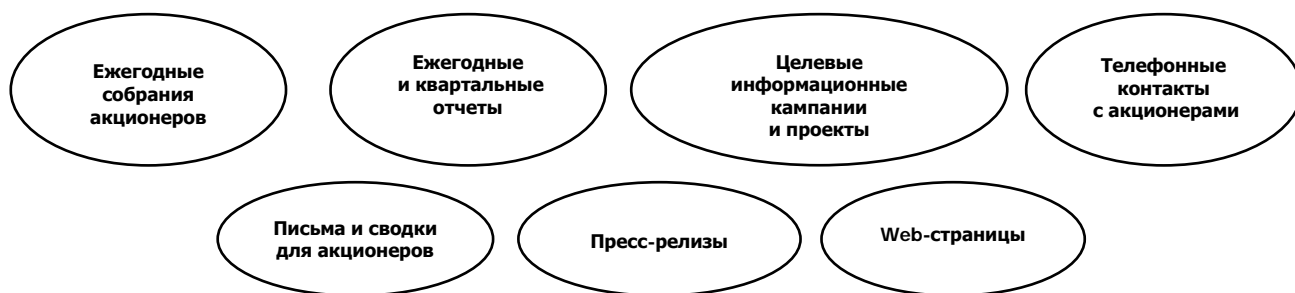 Ежегодные
собрания
акционеров
Ежегодные
и квартальные
отчеты
Целевые
информационные
кампании
и проекты
Телефонные
контакты
с акционерами
Письма и сводки
для акционеров
Пресс-релизы
Web-страницы